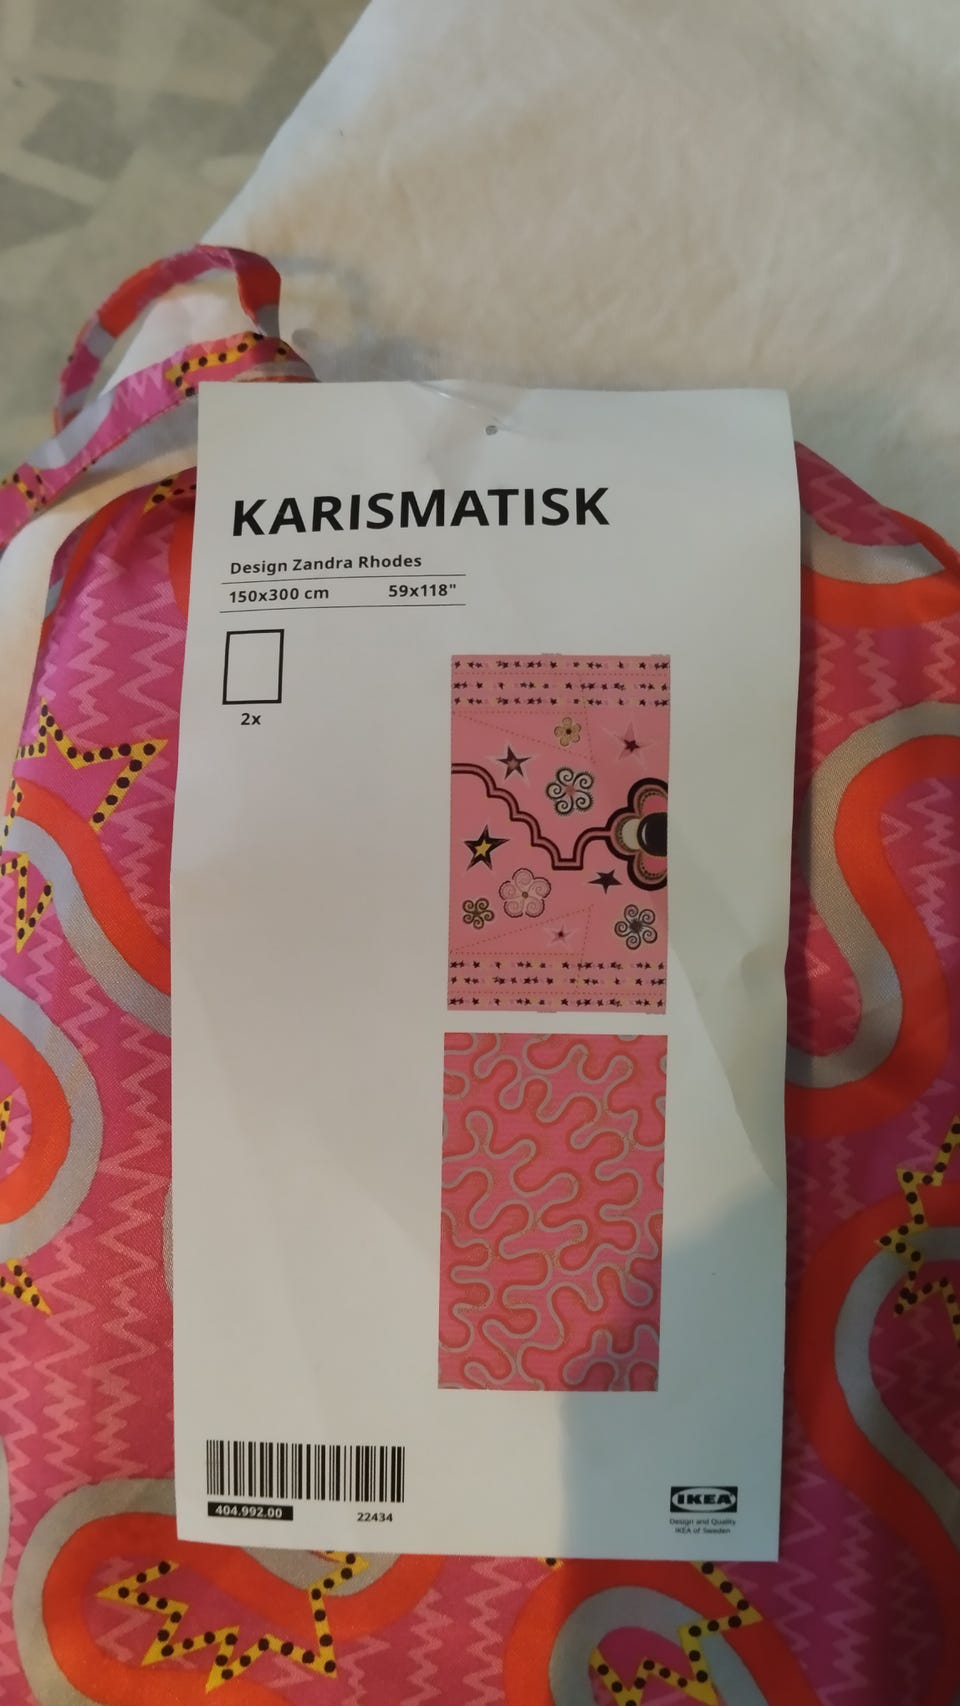 KARISMATISK
Design Zandra Rhodes
150x300 cm 59x118"
2x
404.992.00
22434
IKEA
Design and Quality
IKEA of Sweden